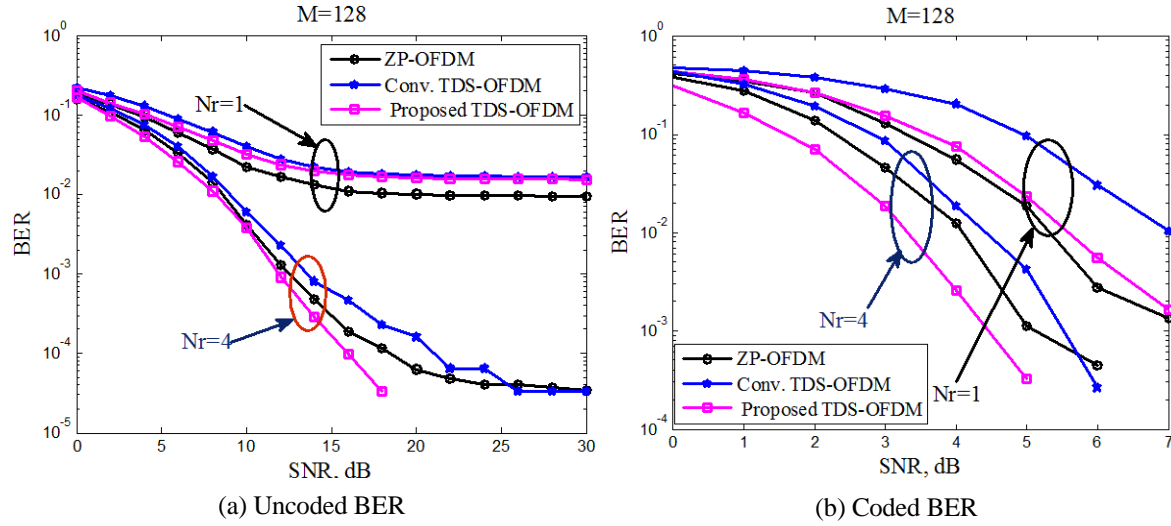 M=128
10^0
10^-1
10^-2
10^-3
10^-4
10^-5
BER
ZP-OFDM
Conv. TDS-OFDM
Proposed TDS-OFDM
Nr=1
Nr=4
0 5 10 15 20 25 30
SNR, dB
(a) Uncoded BER
M=128
10^0
10^-1
10^-2
10^-3
10^-4
BER
Nr=4
Nr=1
ZP-OFDM
Conv. TDS-OFDM
Proposed TDS-OFDM
0 1 2 3 4 5 6 7
SNR, dB
(b) Coded BER